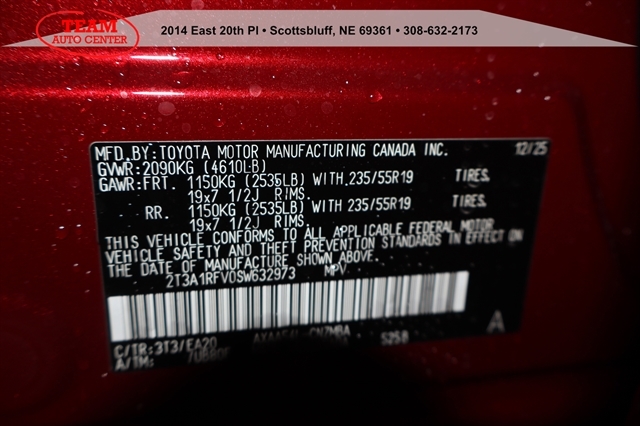 TEAM
AUTO CENTER
2014 East 20th Pl • Scottsbluff, NE 69361 • 308-632-2173
MFD.BY:TOYOTA MOTOR MANUFACTURING CANADA INC. 12/25
GVWR:2090KG (4610LB)
GAWR:FRT. 1150KG (2535LB) WITH 235/55R19 TIRES.
19x7 1/2J RIMS.
RR. 1150KG (2535LB) WITH 235/55R19 TIRES.
19x7 1/2J RIMS.
THIS VEHICLE CONFORMS TO ALL APPLICABLE FEDERAL MOTOR
VEHICLE SAFETY AND THEFT PREVENTION STANDARDS IN EFFECT ON
THE DATE OF MANUFACTURE SHOWN ABOVE.
2T3A1RFV0SW632973 MPV
C/TR:3T3/EA20
A/TM:
A